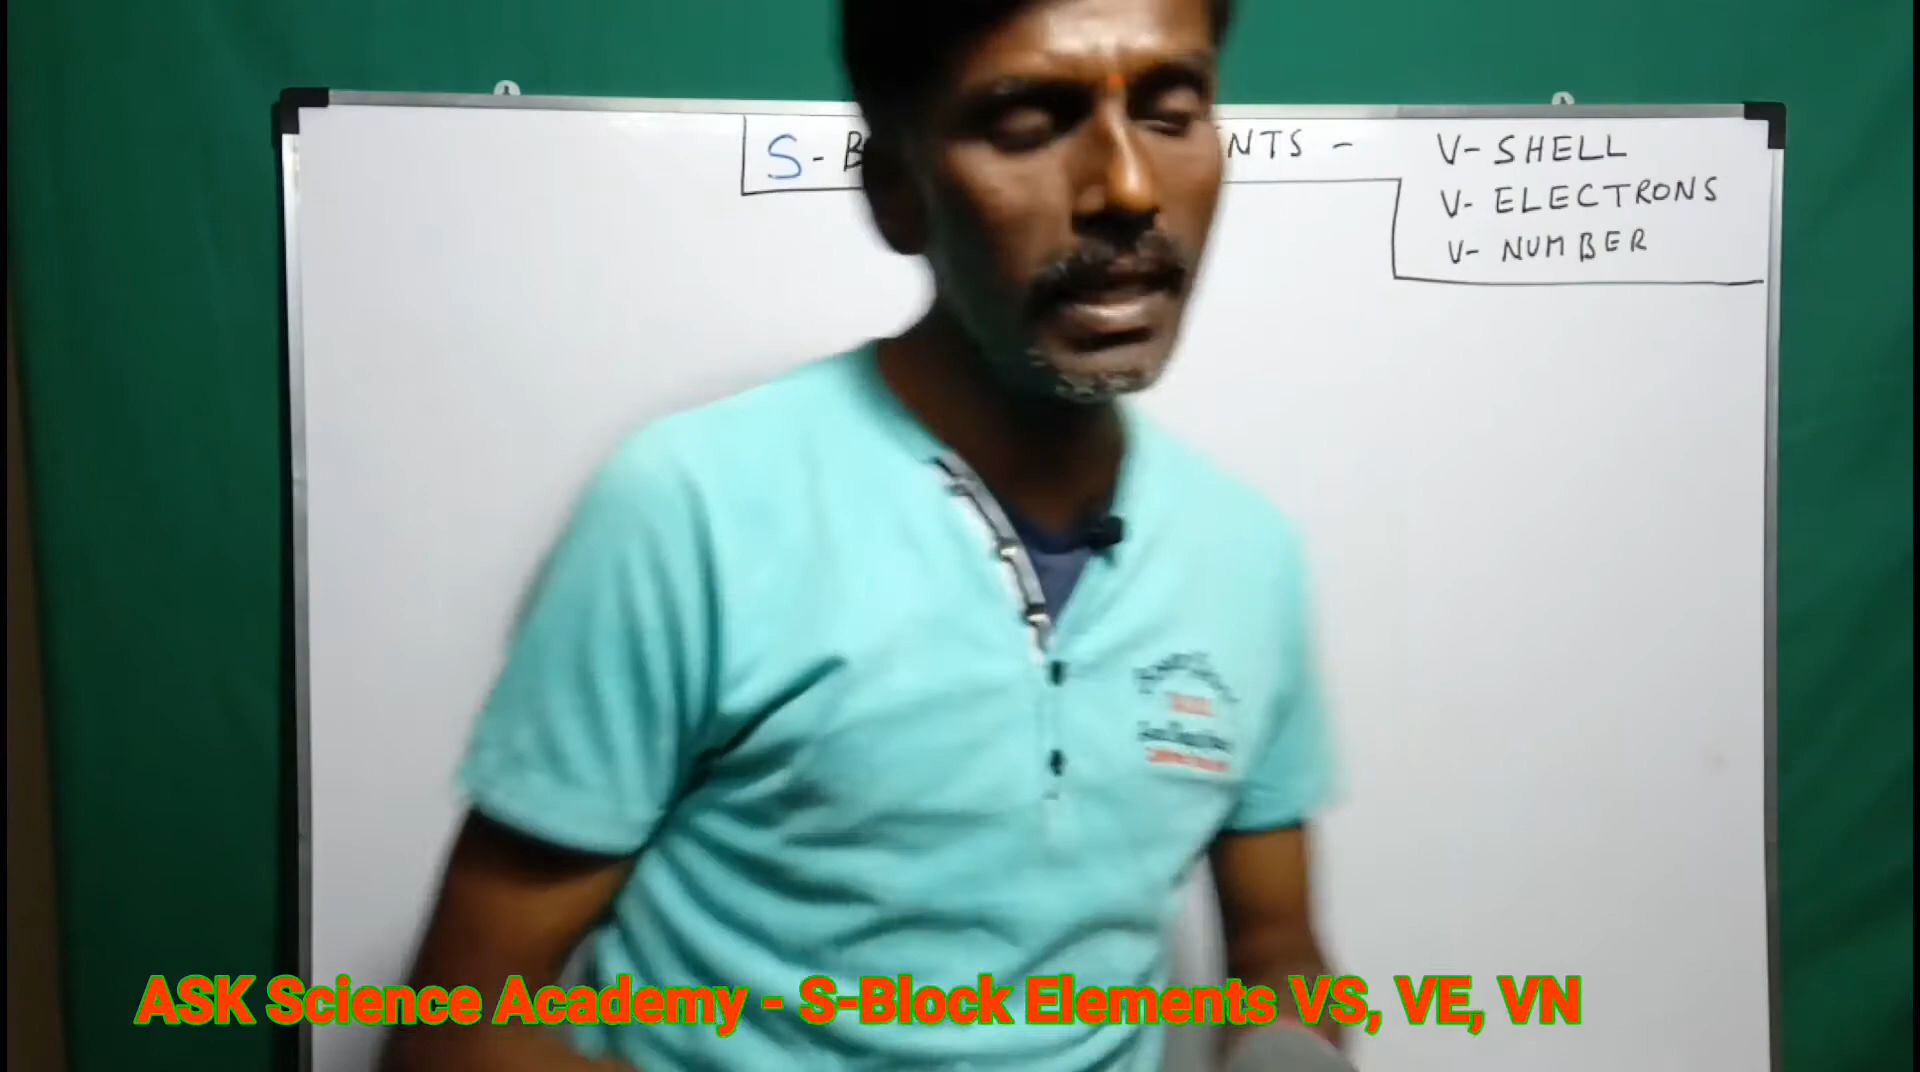 S- B NTS - V- SHELL
V- ELECTRONS
V- NUMBER
ASK Science Academy - S-Block Elements VS, VE, VN